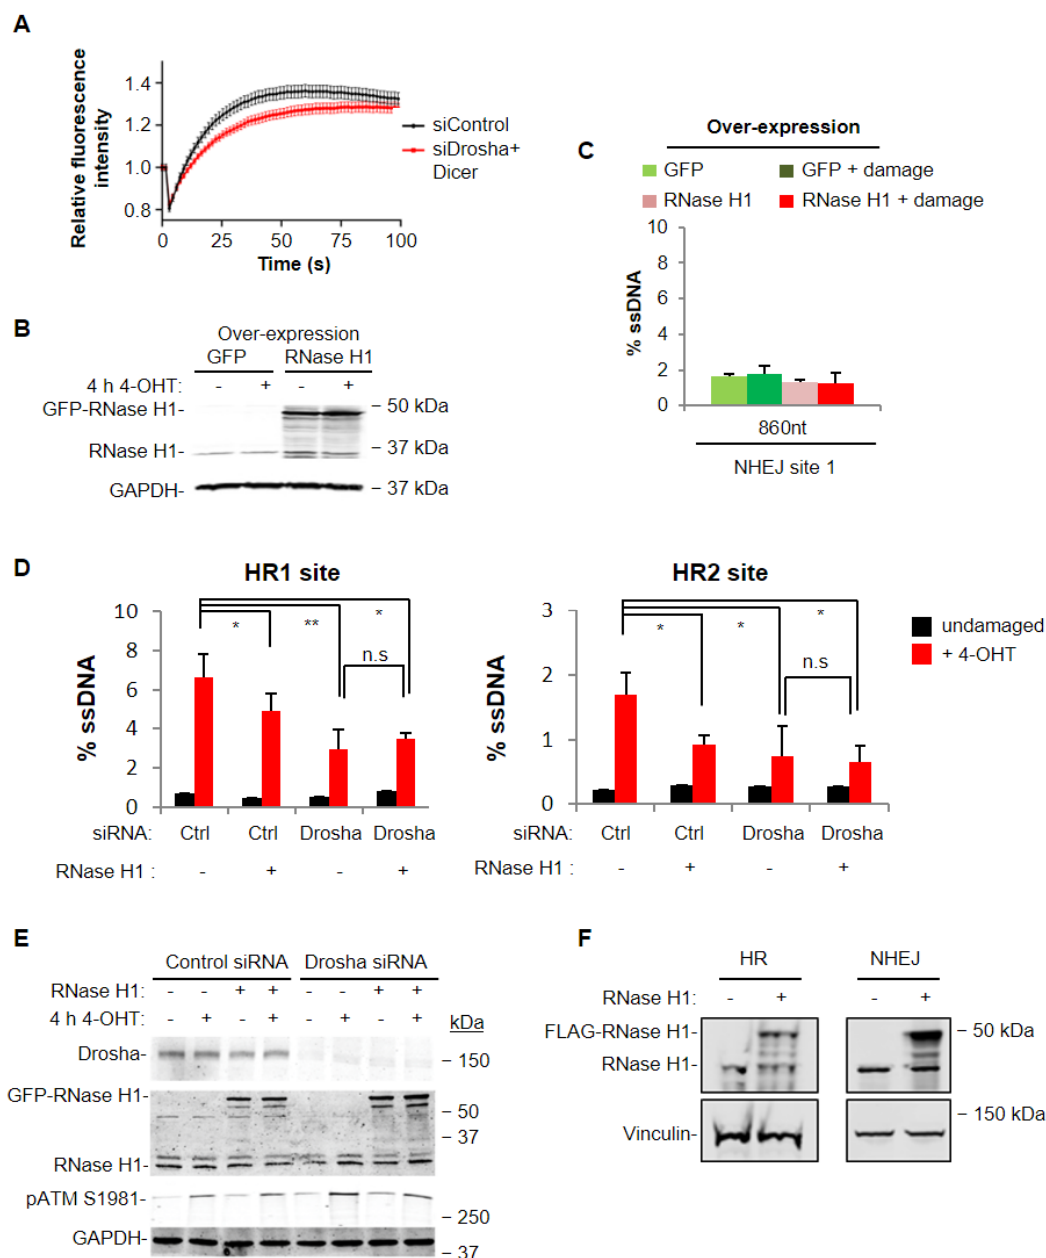 A
Relative fluorescence
intensity
1.4
1.2
1.0
0.8
0 25 50 75 100
Time (s)
siControl
siDrosha+
Dicer
B
Over-expression
GFP RNase H1
4 h 4-OHT: - + - +
GFP-RNase H1- – 50 kDa
RNase H1- – 37 kDa
GAPDH- – 37 kDa
C
Over-expression
GFP GFP + damage
RNase H1 RNase H1 + damage
% ssDNA
10
8
6
4
2
0
860nt
NHEJ site 1
D
HR1 site
% ssDNA
10
8
6
4
2
0
* ** *
n.s
siRNA: Ctrl Ctrl Drosha Drosha
RNase H1 : - + - +
HR2 site
% ssDNA
3
2
1
0
* * *
n.s
siRNA: Ctrl Ctrl Drosha Drosha
RNase H1 : - + - +
undamaged
+ 4-OHT
E
Control siRNA Drosha siRNA
RNase H1: - - + + - - + +
4 h 4-OHT: - + - + - + - + kDa
Drosha- – 150
GFP-RNase H1- – 50
– 37
RNase H1-
pATM S1981- – 250
GAPDH- – 37
F
HR NHEJ
RNase H1: - + - +
FLAG-RNase H1- – 50 kDa
RNase H1-
– 150 kDa
Vinculin-